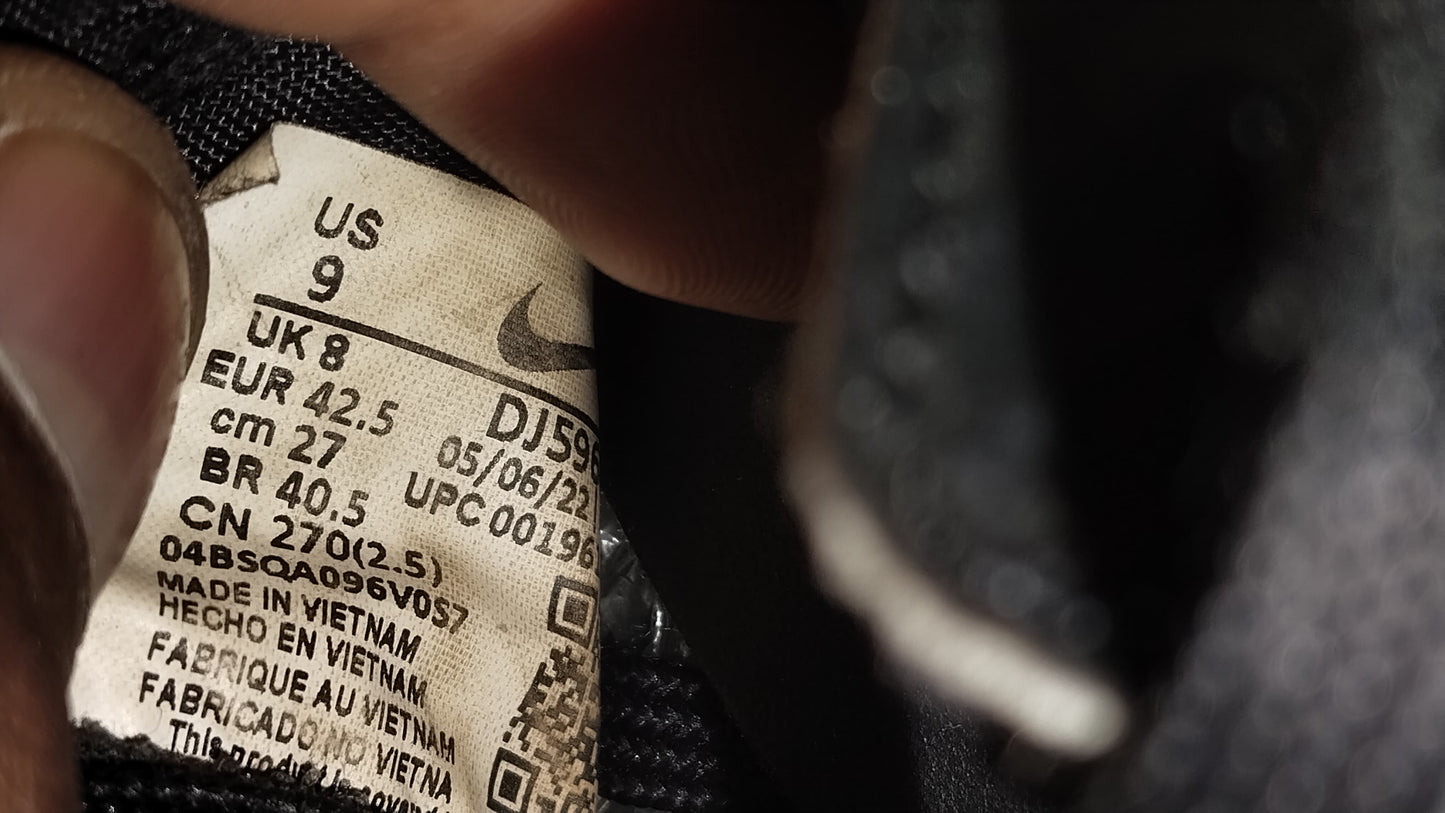 US
9
UK 8
EUR 42.5
cm 27
BR 40.5
CN 270(2.5)
DJ596
05/06/22
UPC 00196
04BSQA096V0S7
MADE IN VIETNAM
HECHO EN VIETNAM
FABRIQUE AU VIETNAM
FABRICADO NO VIETNA
This